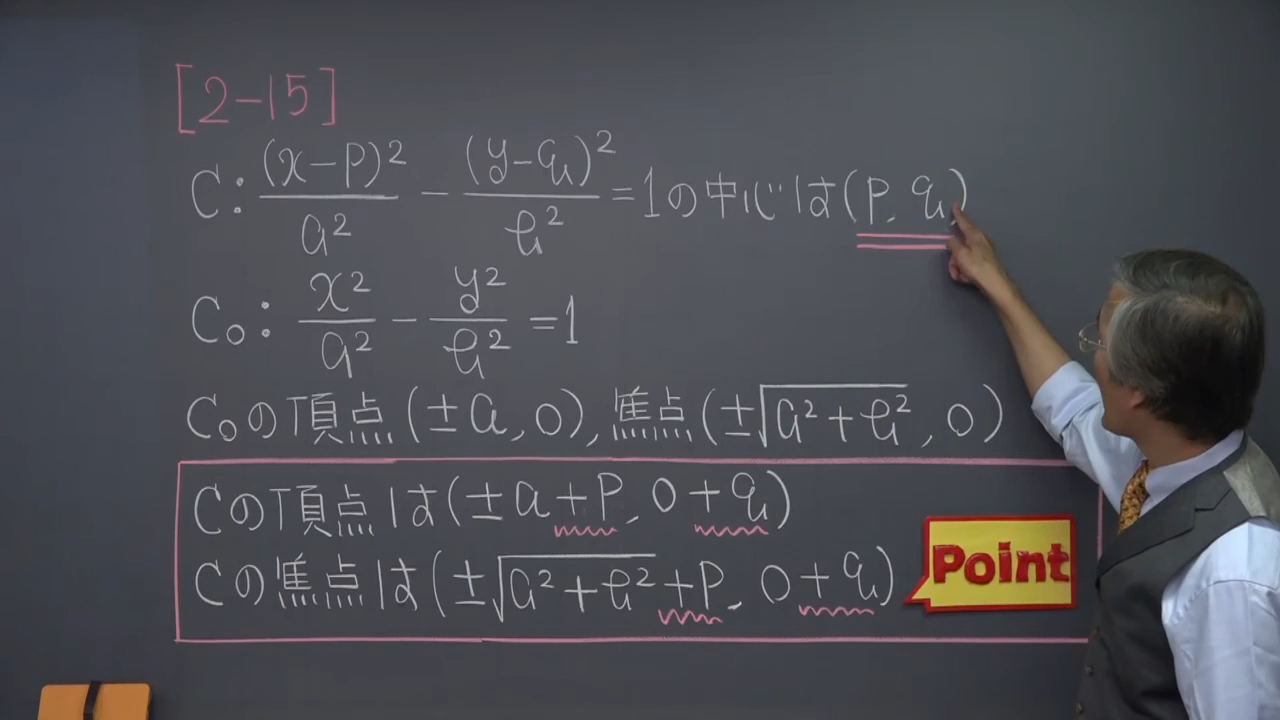 [2-15]
C: (x-p)²/a² - (y-q)²/b² =1の中心は(p, q)
C₀: x²/a² - y²/b² =1
C₀の頂点(±a, 0), 焦点(±√a²+b², 0)
Cの頂点は(±a+p, 0+q)
Cの焦点は(±√a²+b²+p, 0+q)
Point